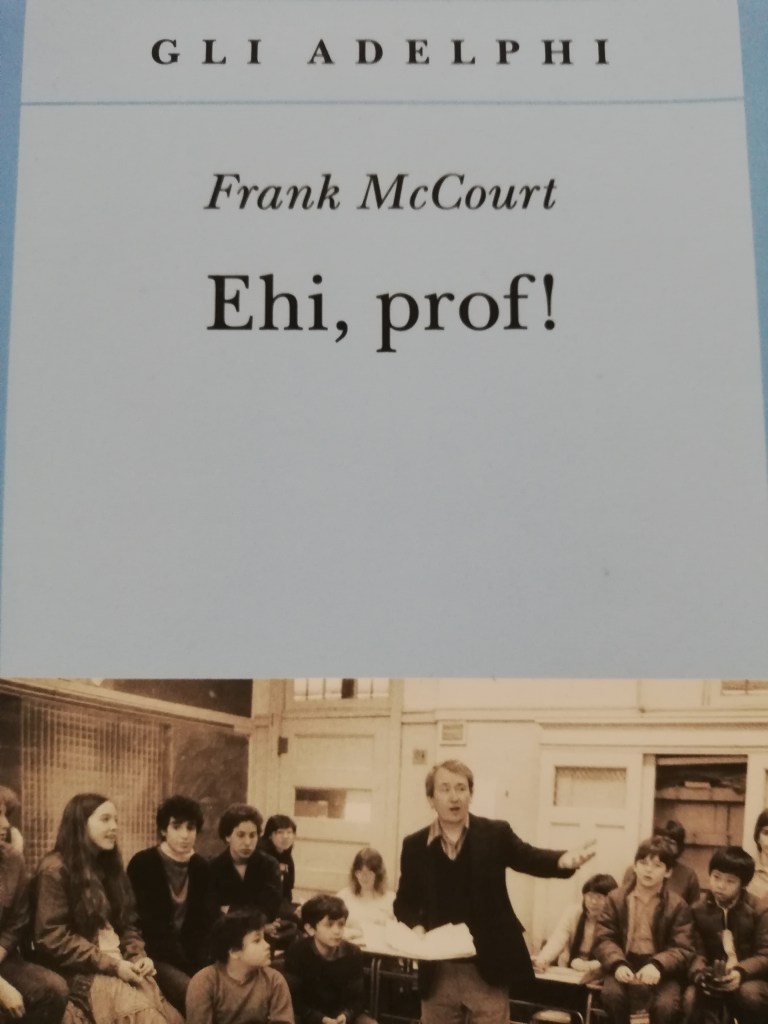 GLI ADELPHI
Frank McCourt
Ehi, prof!